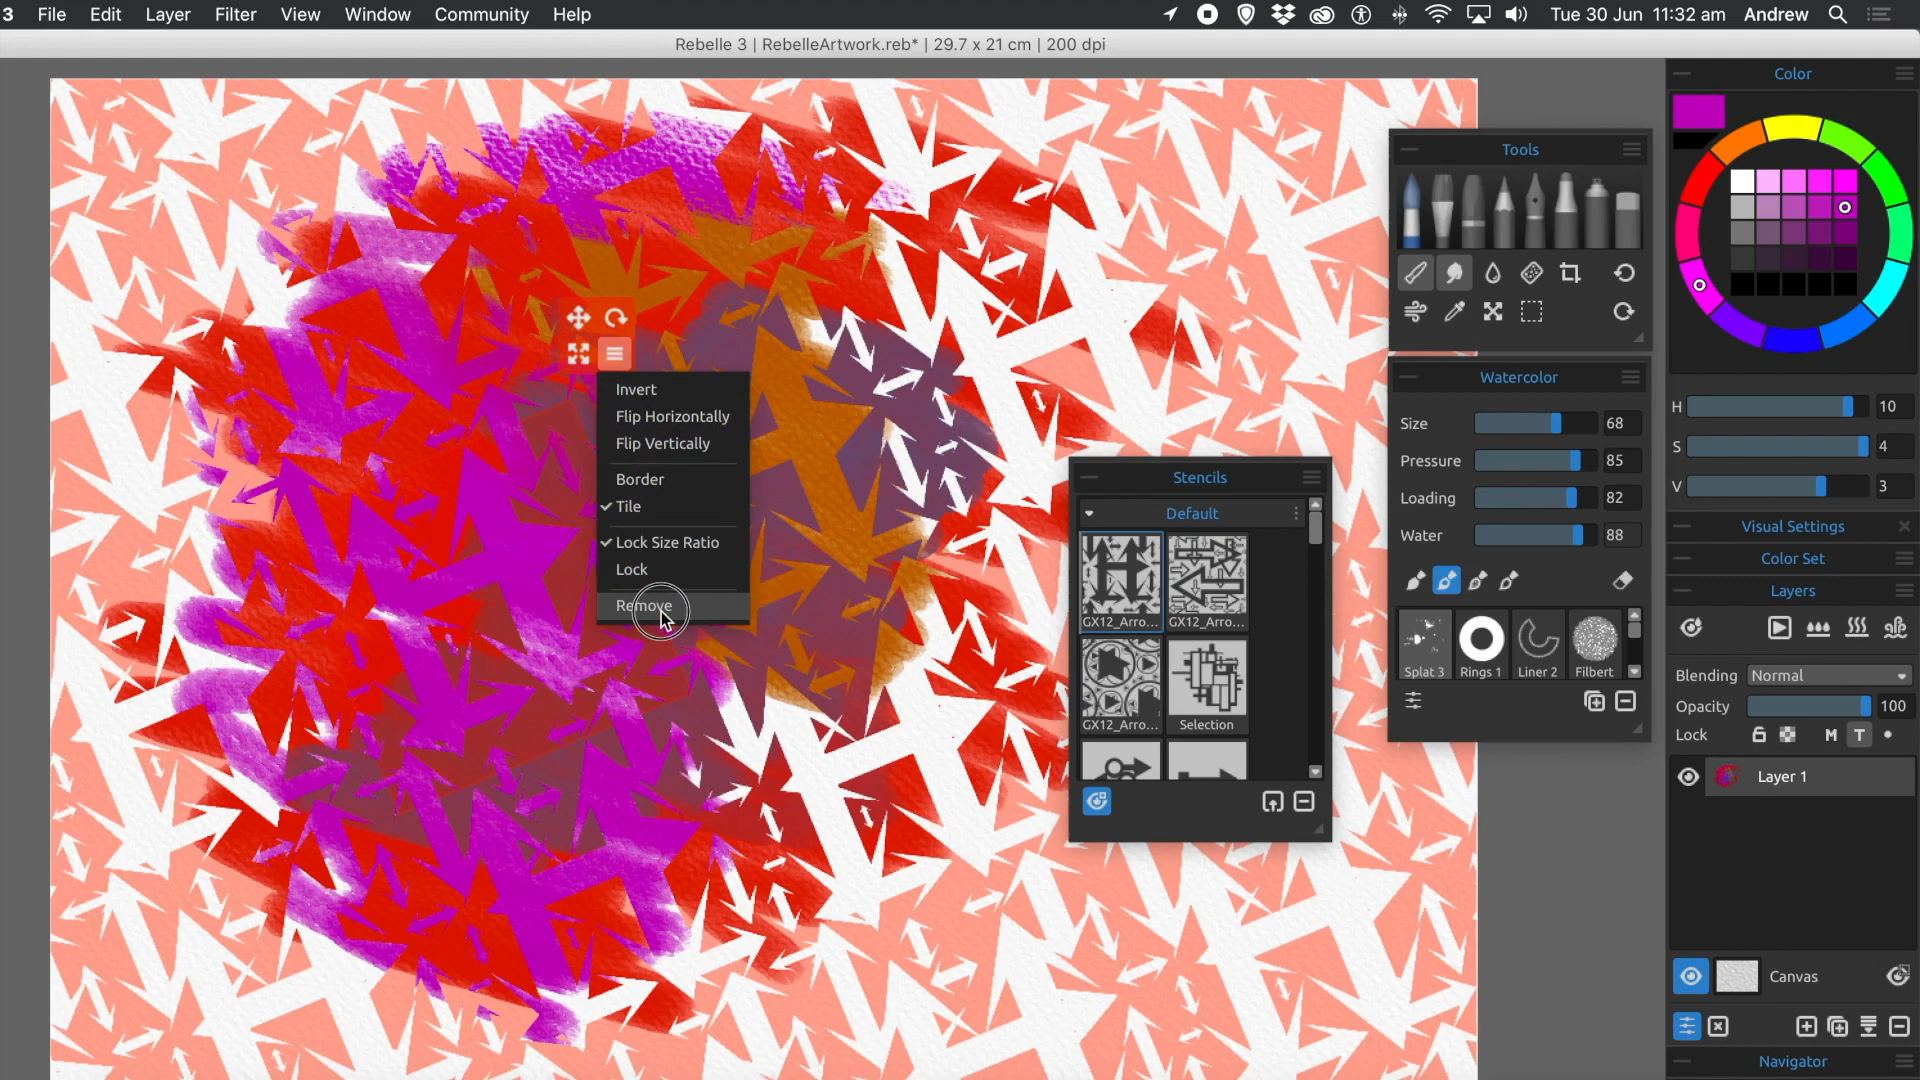 3 File Edit Layer Filter View Window Community Help Tue 30 Jun 11:32 am Andrew
Rebelle 3 | RebelleArtwork.reb* | 29.7 x 21 cm | 200 dpi
Color
Tools
Watercolor
Size 68
Pressure 85
Loading 82
Water 88
Splat 3 Rings 1 Liner 2 Filbert
Invert
Flip Horizontally
Flip Vertically
Border
Tile
Lock Size Ratio
Lock
Remove
Stencils
Default
GX12_Arro... GX12_Arro...
GX12_Arro... Selection
H 10
S 4
V 3
Visual Settings
Color Set
Layers
Blending Normal
Opacity 100
Lock M T
Layer 1
Canvas
Navigator